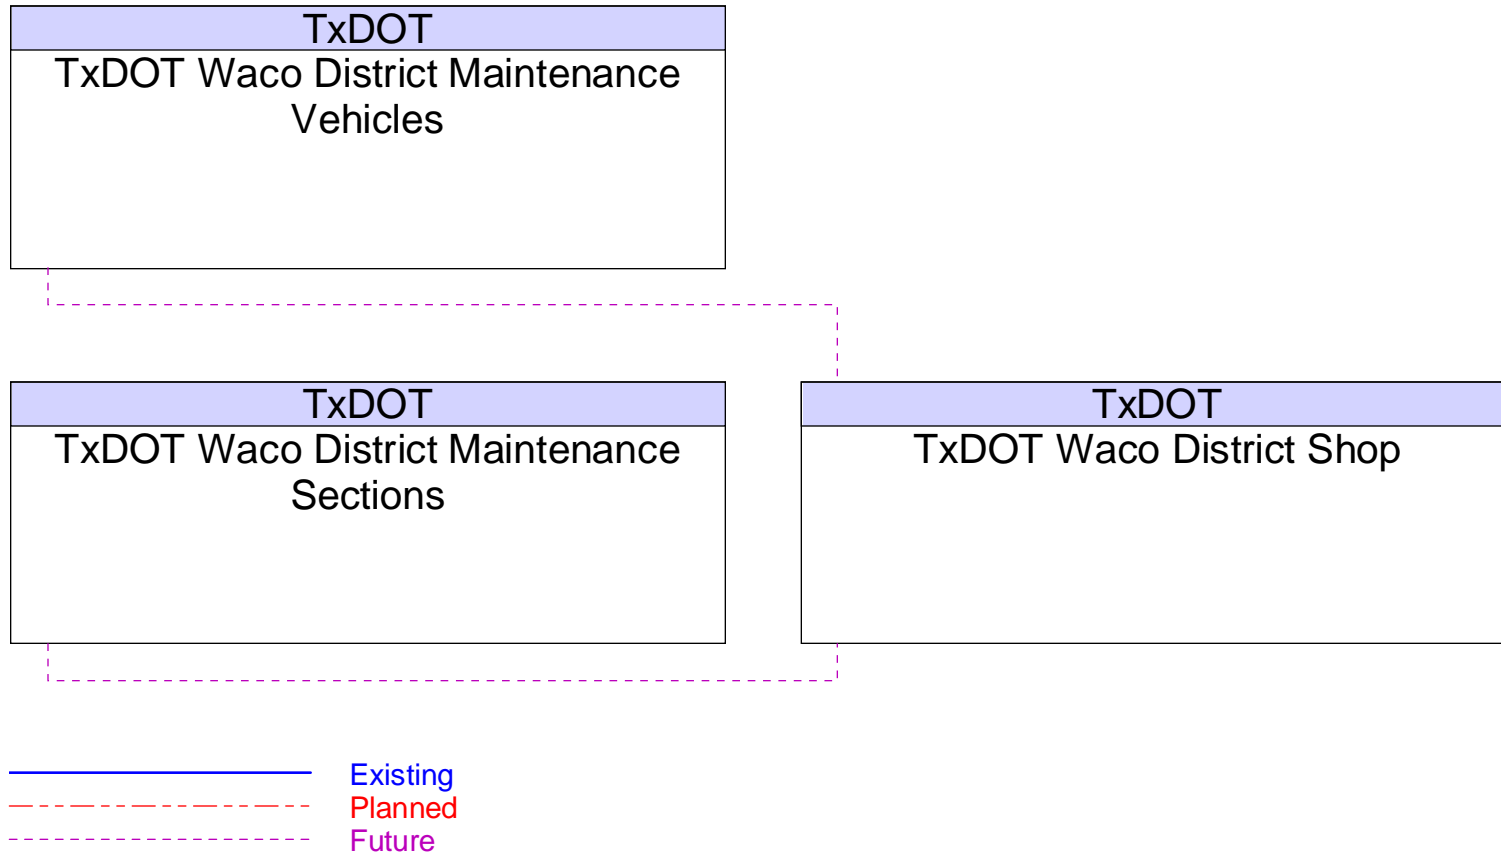 TxDOT
TxDOT Waco District Maintenance
Vehicles
TxDOT
TxDOT Waco District Maintenance
Sections
TxDOT
TxDOT Waco District Shop
Existing
Planned
Future